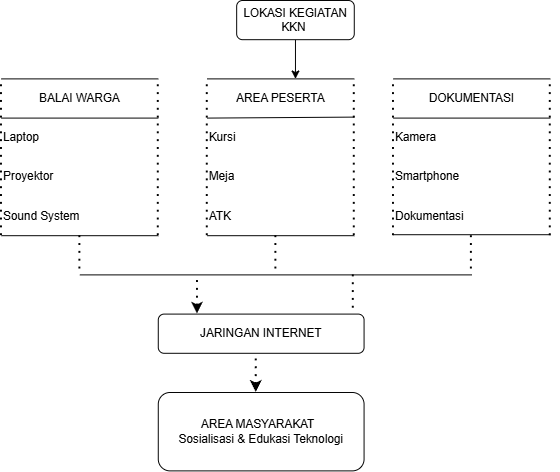 LOKASI KEGIATAN
KKN
BALAI WARGA
AREA PESERTA
DOKUMENTASI
Laptop
Kursi
Kamera
Proyektor
Meja
Smartphone
Sound System
ATK
Dokumentasi
JARINGAN INTERNET
AREA MASYARAKAT
Sosialisasi & Edukasi Teknologi